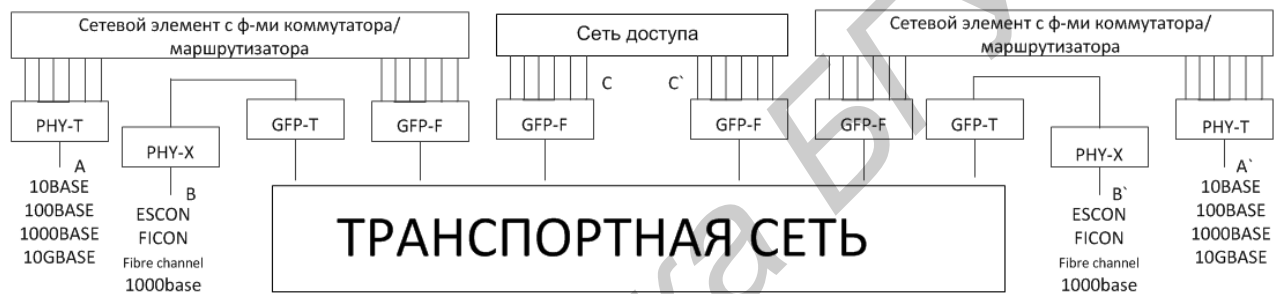 Сетевой элемент с ф-ми коммутатора/
маршрутизатора
Сеть доступа
Сетевой элемент с ф-ми коммутатора/
маршрутизатора
C
C`
PHY-T
GFP-T
GFP-F
GFP-F
GFP-F
GFP-F
GFP-T
PHY-T
PHY-X
PHY-X
A
10BASE
100BASE
1000BASE
10GBASE
B
ESCON
FICON
Fibre channel
1000base
ТРАНСПОРТНАЯ СЕТЬ
B`
ESCON
FICON
Fibre channel
1000base
A`
10BASE
100BASE
1000BASE
10GBASE